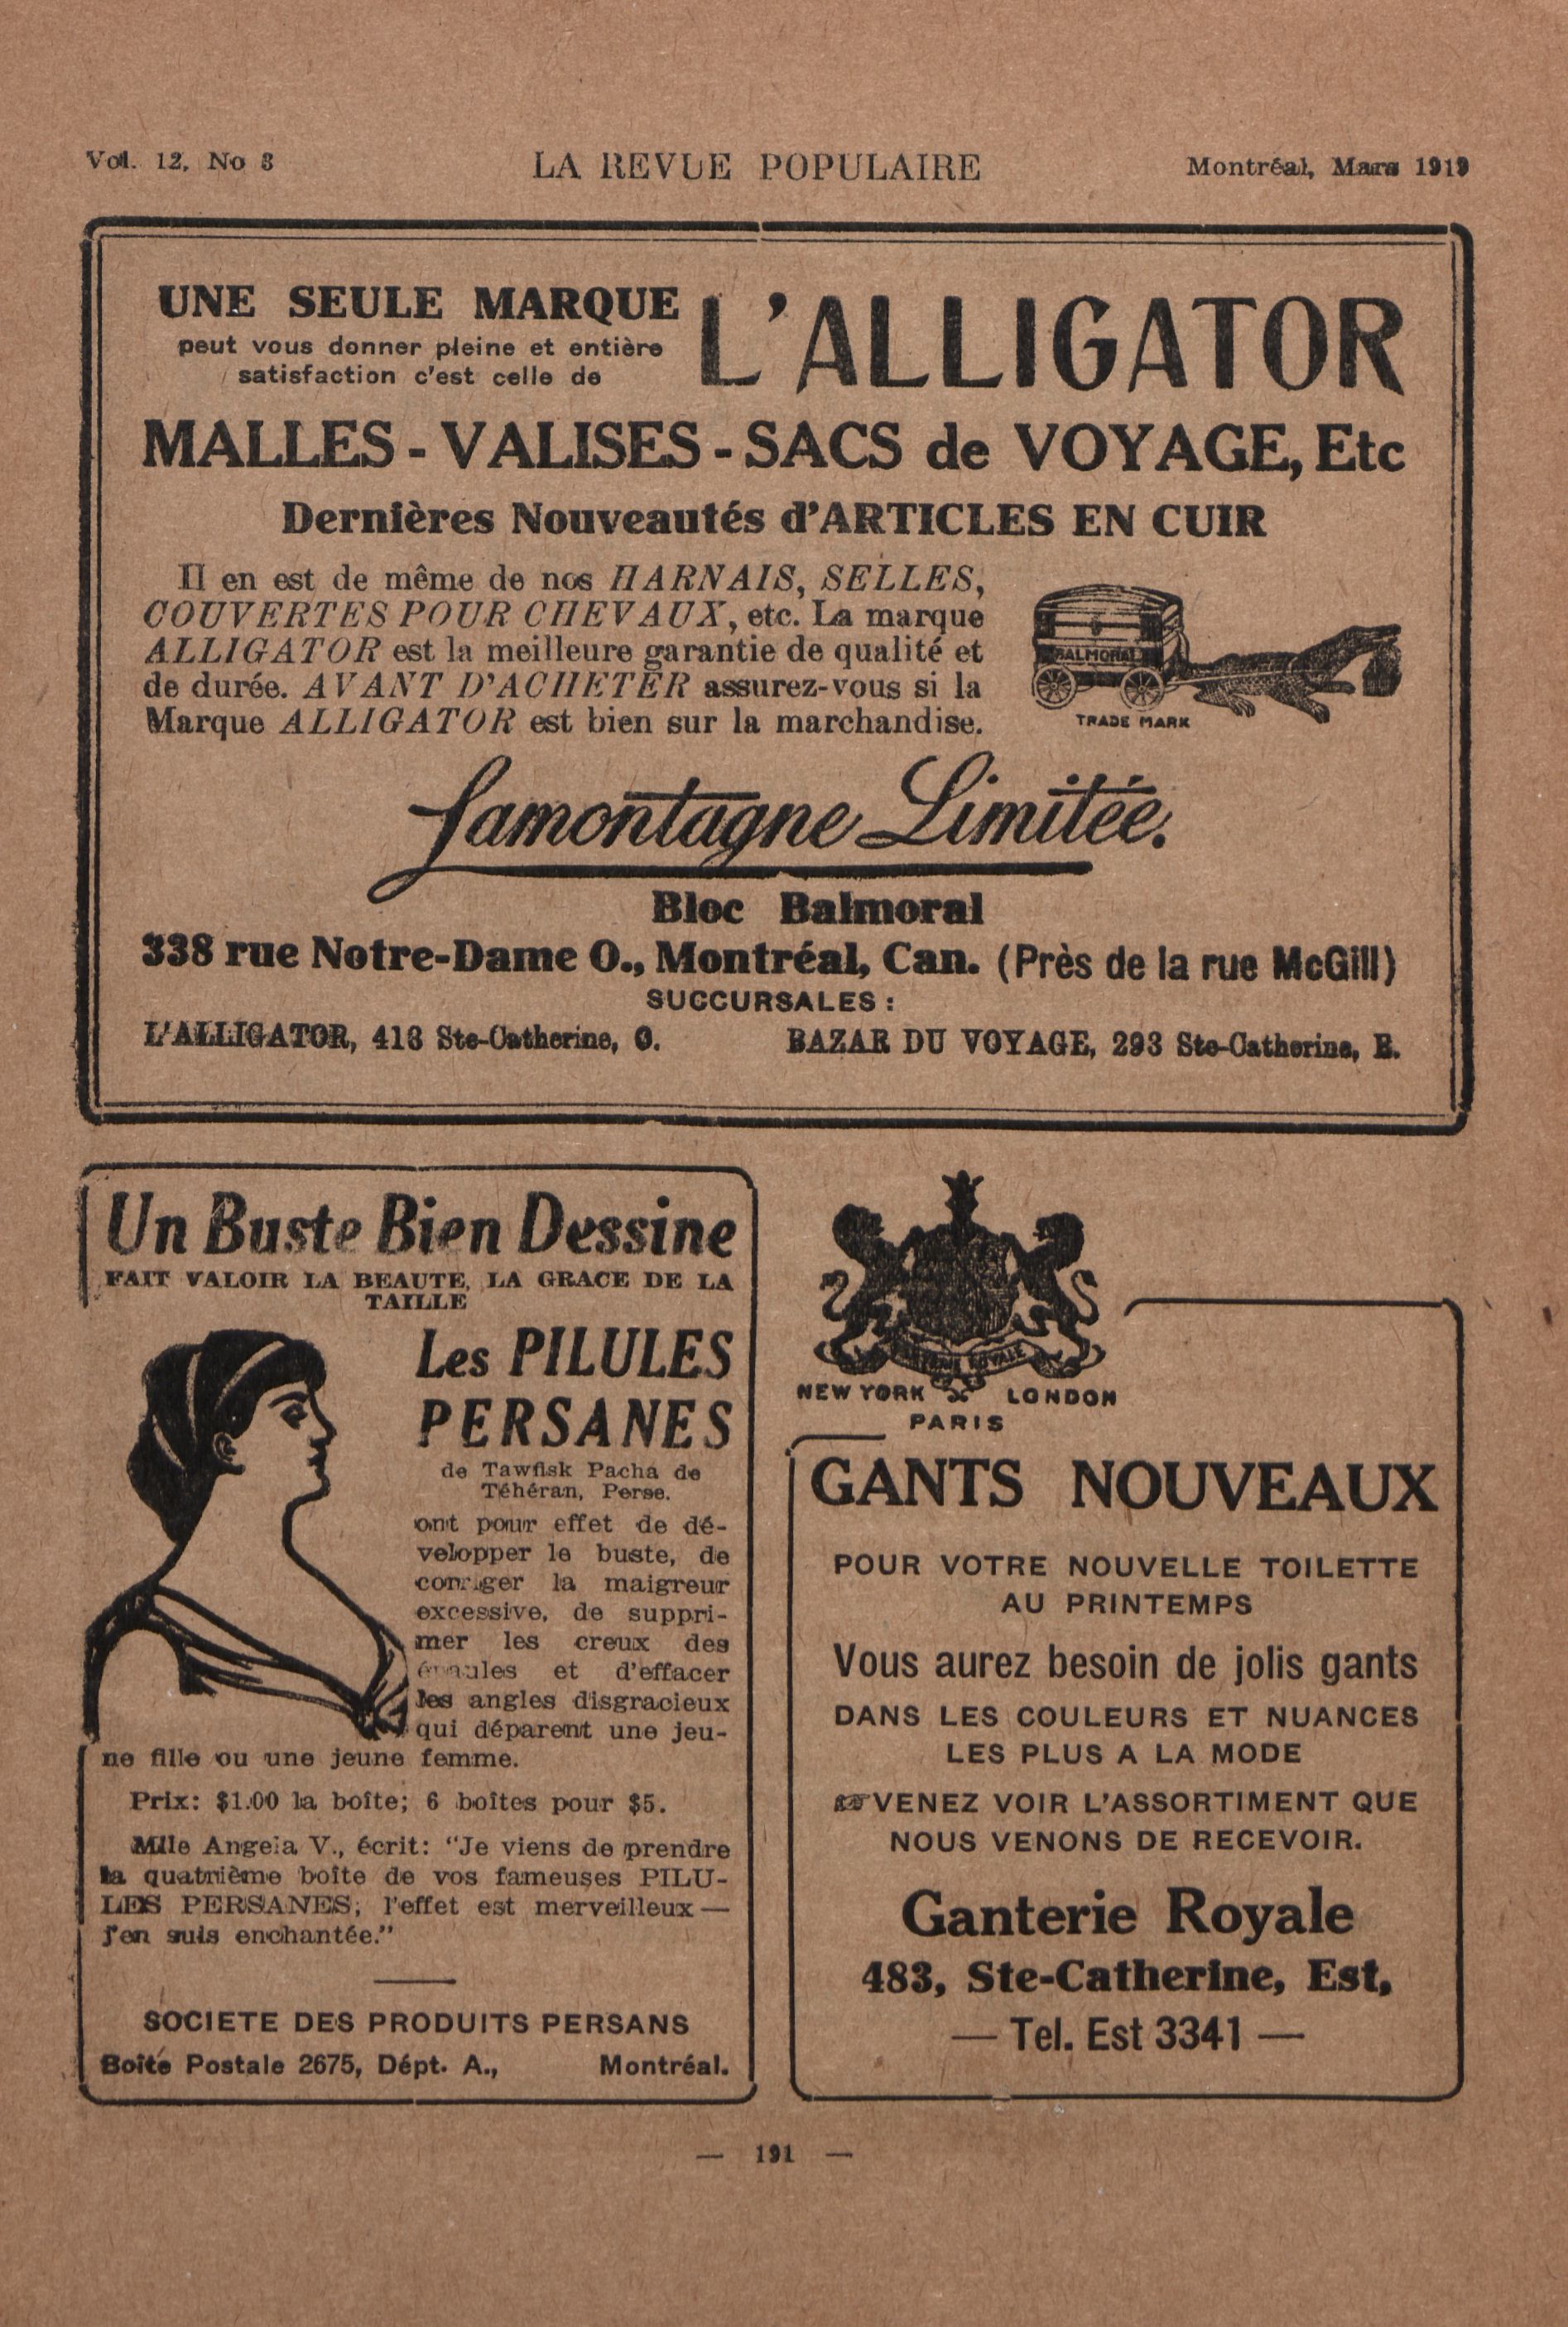 Vol. 12, No 3
LA REVUE POPULAIRE
Montréal, Mars 1919
UNE SEULE MARQUE
peut vous donner pleine et entière
satisfaction c'est celle de
L'ALLIGATOR
MALLES - VALISES - SACS de VOYAGE, Etc
Dernières Nouveautés d'ARTICLES EN CUIR
Il en est de même de nos HARNAIS, SELLES,
COUVERTES POUR CHEVAUX, etc. La marque
ALLIGATOR est la meilleure garantie de qualité et
de durée. AVANT D'ACHETER assurez-vous si la
Marque ALLIGATOR est bien sur la marchandise.
BALMORAL
TRADE MARK
Lamontagne Limitée.
Bloc Balmoral
338 rue Notre-Dame O., Montréal, Can. (Près de la rue McGill)
SUCCURSALES :
L'ALLIGATOR, 413 Ste-Catherine, O.
BAZAR DU VOYAGE, 293 Ste-Catherine, E.
Un Buste Bien Dessine
FAIT VALOIR LA BEAUTE, LA GRACE DE LA
TAILLE
Les PILULES
PERSANES
de Tawfisk Pacha de
Téhéran, Perse.
ont pour effet de dé-
velopper le buste, de
corriger la maigreur
excessive, de suppri-
mer les creux des
épaules et d'effacer
les angles disgracieux
qui déparent une jeu-
ne fille ou une jeune femme.
Prix: $1.00 la boîte; 6 boîtes pour $5.
Mlle Angela V., écrit: "Je viens de prendre
la quatrième boîte de vos fameuses PILU-
LES PERSANES; l'effet est merveilleux —
j'en suis enchantée."
SOCIETE DES PRODUITS PERSANS
Boîte Postale 2675, Dépt. A., Montréal.
GANTERIE ROYALE
NEW YORK LONDON
PARIS
GANTS NOUVEAUX
POUR VOTRE NOUVELLE TOILETTE
AU PRINTEMPS
Vous aurez besoin de jolis gants
DANS LES COULEURS ET NUANCES
LES PLUS A LA MODE
☞VENEZ VOIR L'ASSORTIMENT QUE
NOUS VENONS DE RECEVOIR.
Ganterie Royale
483, Ste-Catherine, Est,
— Tel. Est 3341 —
— 191 —